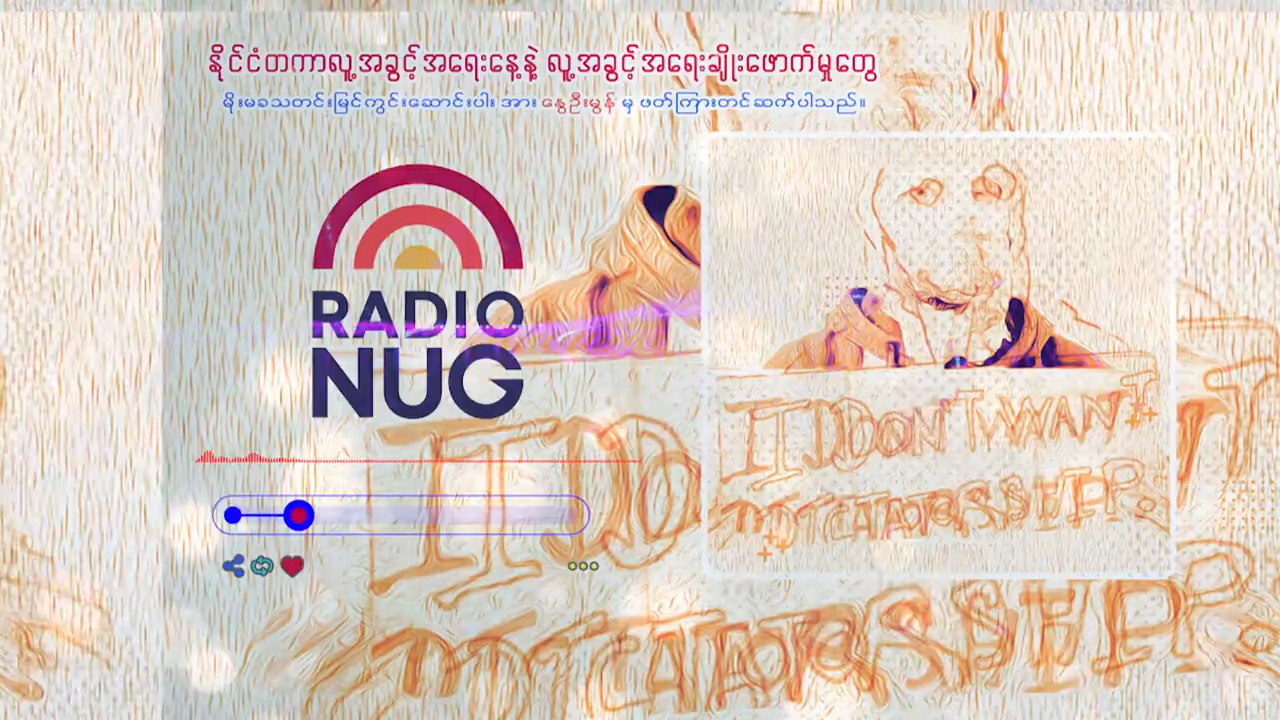 နိုင်ငံတကာလူ့အခွင့်အရေးနေ့နဲ့ လူ့အခွင့်အရေးချိုးဖောက်မှုတွေ
မိုးမခသတင်းမြင်ကွင်းဆောင်းပါး အား နွေဦးမွန် မှ ဖတ်ကြားတင်ဆက်ပါသည်။
RADIO
NUG
DON'T WANT